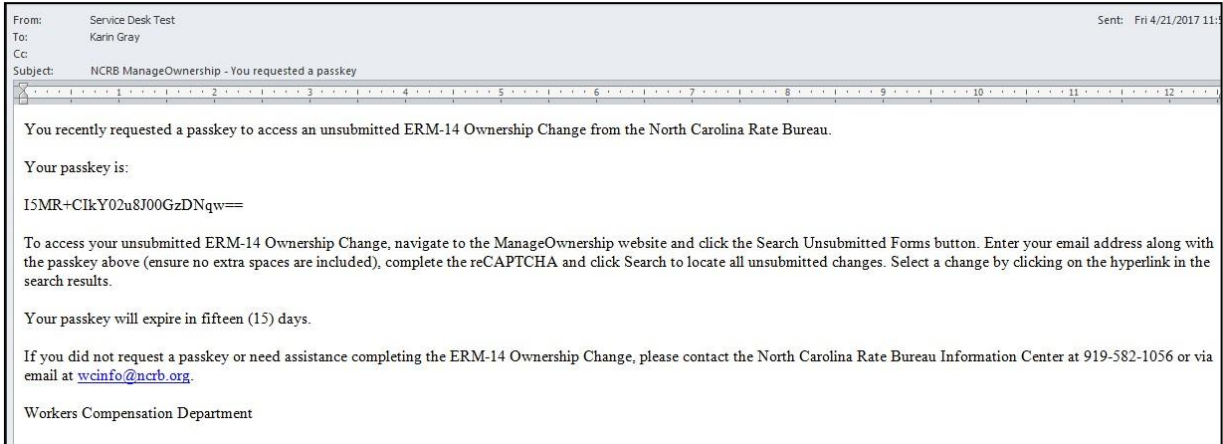 From: Service Desk Test Sent: Fri 4/21/2017 11:
To: Karin Gray
Cc:
Subject: NCRB ManageOwnership - You requested a passkey
1 2 3 4 5 6 7 8 9 10 11 12
You recently requested a passkey to access an unsubmitted ERM-14 Ownership Change from the North Carolina Rate Bureau.
Your passkey is:
I5MR+CIkY02u8J00GzDNqw==
To access your unsubmitted ERM-14 Ownership Change, navigate to the ManageOwnership website and click the Search Unsubmitted Forms button. Enter your email address along with
the passkey above (ensure no extra spaces are included), complete the reCAPTCHA and click Search to locate all unsubmitted changes. Select a change by clicking on the hyperlink in the
search results.
Your passkey will expire in fifteen (15) days.
If you did not request a passkey or need assistance completing the ERM-14 Ownership Change, please contact the North Carolina Rate Bureau Information Center at 919-582-1056 or via
email at wcinfo@ncrb.org.
Workers Compensation Department